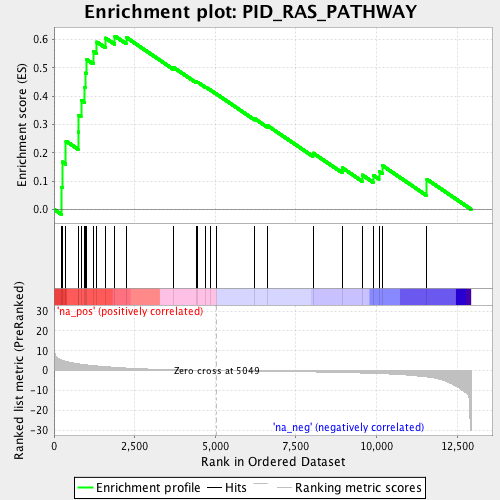 Enrichment plot: PID_RAS_PATHWAY
Enrichment score (ES)
0.6
0.5
0.4
0.3
0.2
0.1
0.0
'na_pos' (positively correlated)
Ranked list metric (PreRanked)
30
20
10
0
-10
-20
-30
Zero cross at 5049
'na_neg' (negatively correlated)
0
2,500
5,000
7,500
10,000
12,500
Rank in Ordered Dataset
Enrichment profile
Hits
Ranking metric scores